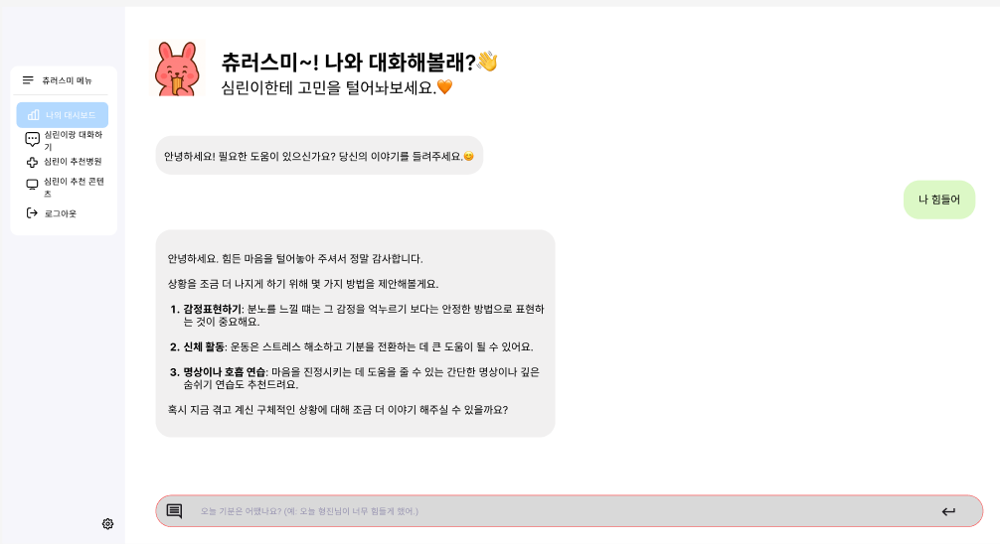 츄러스미~! 나와 대화해볼래?👋
심린이한테 고민을 털어놔보세요.🧡
츄러스미 메뉴
나의 대시보드
심린이랑 대화하
기
심린이 추천병원
심린이 추천 콘텐
츠
로그아웃
안녕하세요! 필요한 도움이 있으신가요? 당신의 이야기를 들려주세요.😊
나 힘들어
안녕하세요. 힘든 마음을 털어놓아 주셔서 정말 감사합니다.
상황을 조금 더 나지게 하기 위해 몇 가지 방법을 제안해볼게요.
1. 감정표현하기: 분노를 느낄 떄는 그 감정을 억누르기 보다는 안정한 방법으로 표현하
는 것이 중요해요.
2. 신체 활동: 운동은 스트레스 해소하고 기분을 전환하는 데 큰 도움이 될 수 있어요.
3. 명상이나 호흡 연습: 마음을 진정시키는 데 도움을 줄 수 있는 간단한 명상이나 깊은
숨쉬기 연습도 추천드려요.
혹시 지금 겪고 계신 구체적인 상황에 대해 조금 더 이야기 해주실 수 있을까요?
오늘 기분은 어땠나요? (예: 오늘 형진님이 너무 힘들게 했어.)